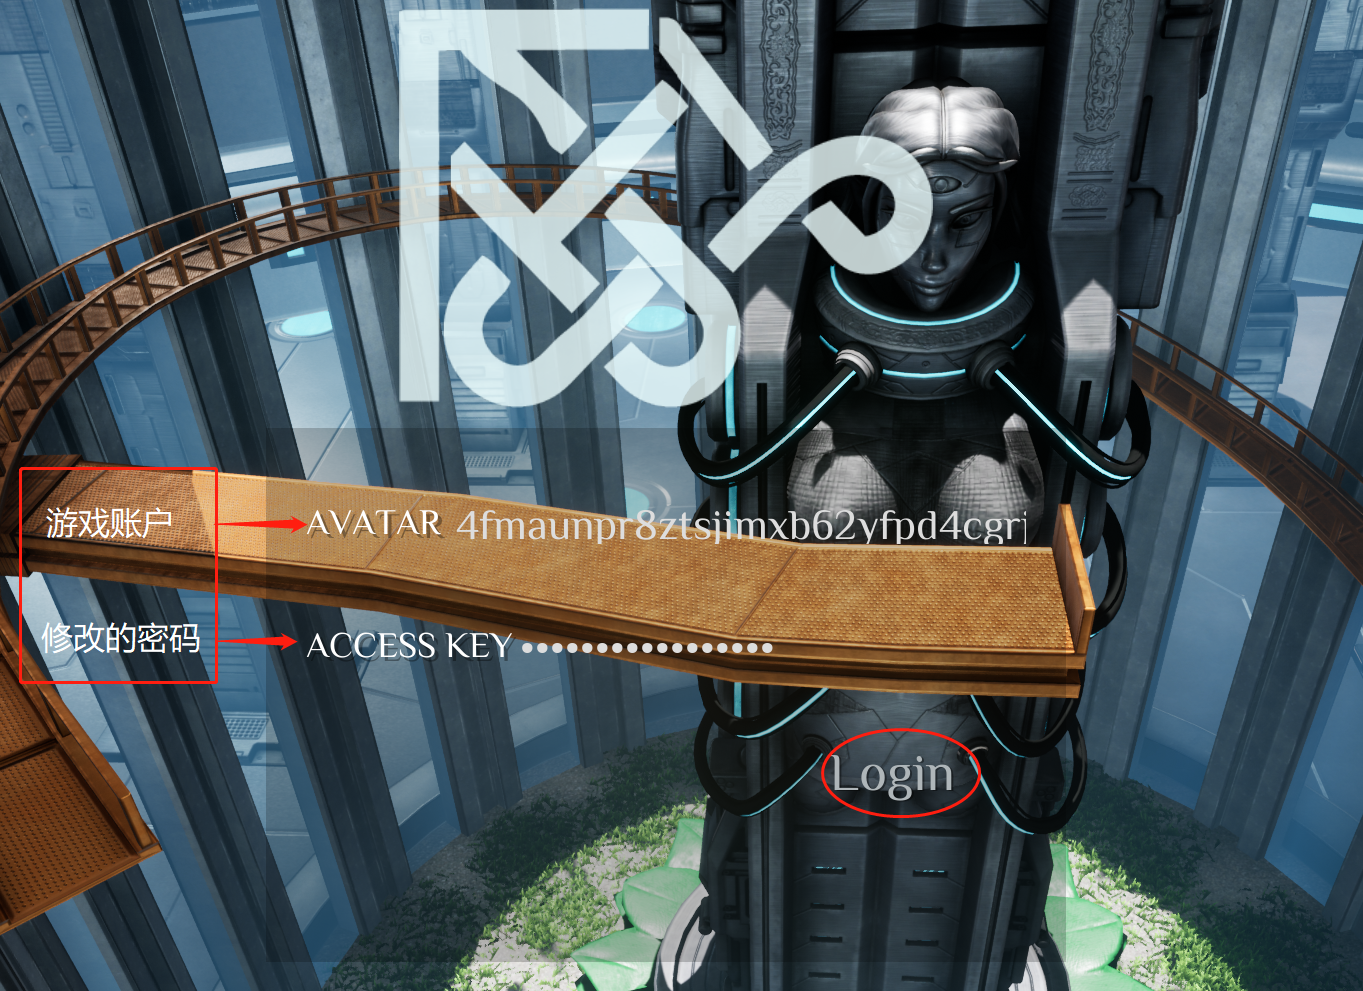 游戏账户
AVATAR 4fmaunpr8ztsjimxb62yfpd4cgrj
修改的密码
ACCESS KEY
Login